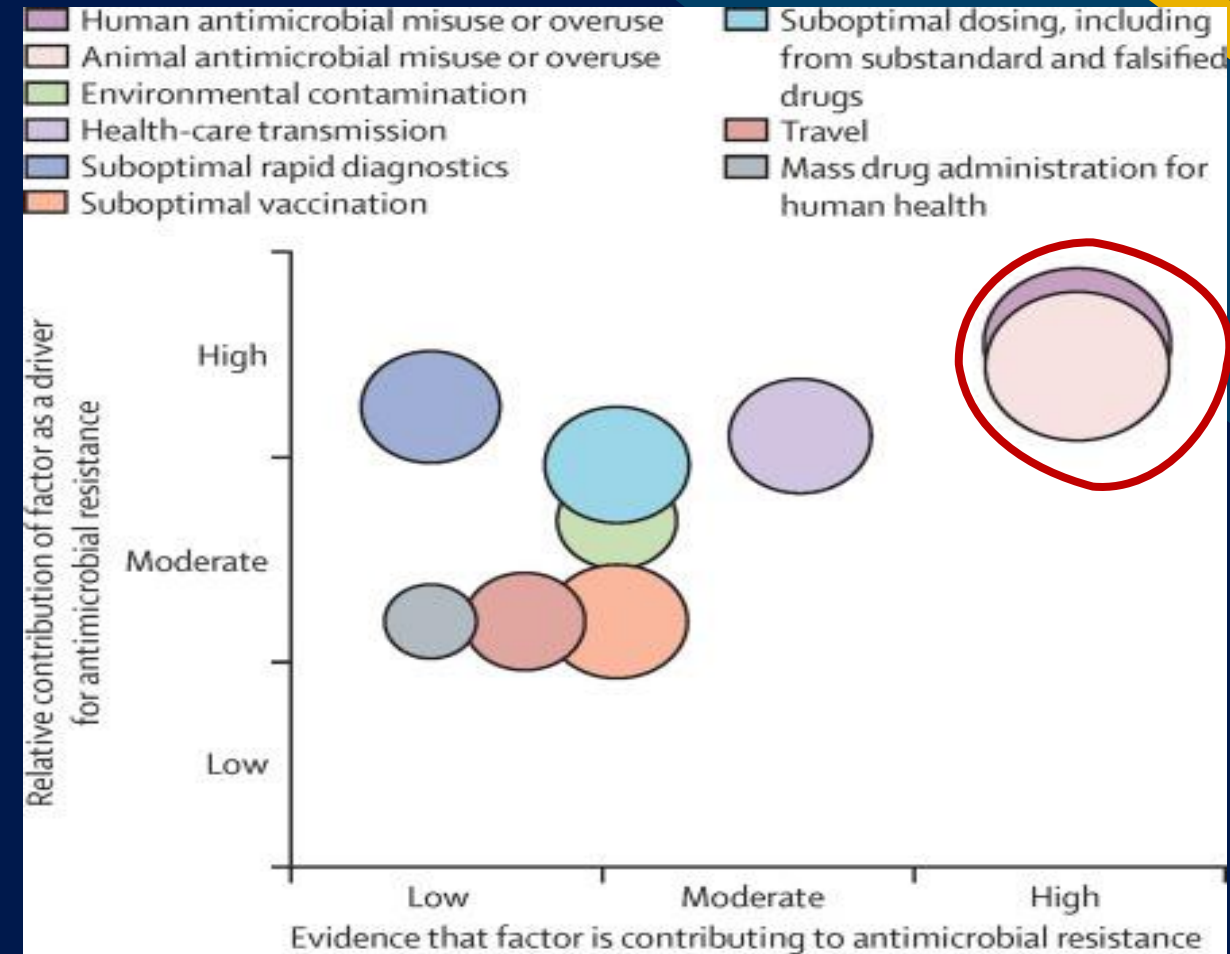 Human antimicrobial misuse or overuse
Animal antimicrobial misuse or overuse
Environmental contamination
Health-care transmission
Suboptimal rapid diagnostics
Suboptimal vaccination
Suboptimal dosing, including
from substandard and falsified
drugs
Travel
Mass drug administration for
human health
Relative contribution of factor as a driver
for antimicrobial resistance
High
Moderate
Low
Low
Moderate
High
Evidence that factor is contributing to antimicrobial resistance